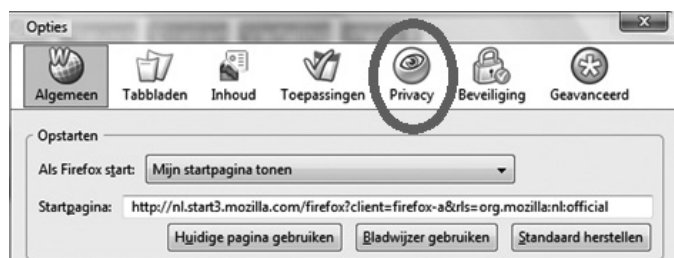 Opties
Algemeen Tabbladen Inhoud Toepassingen Privacy Beveiliging Geavanceerd
Opstarten
Als Firefox start: Mijn startpagina tonen
Startpagina: http://nl.start3.mozilla.com/firefox?client=firefox-a&rls=org.mozilla:nl:official
Huidige pagina gebruiken Bladwijzer gebruiken Standaard herstellen